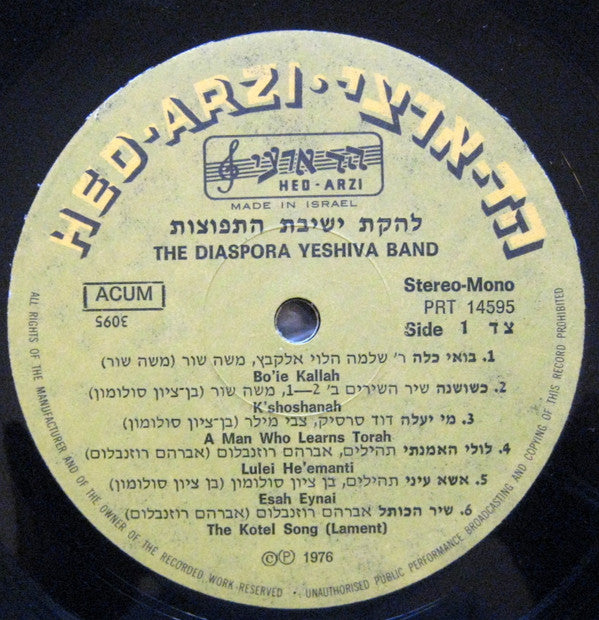 HED-ARZI · הד-ארצי
הד ארצי
HED-ARZI
MADE IN ISRAEL
להקת ישיבת התפוצות
THE DIASPORA YESHIVA BAND
ACUM
3095
Stereo-Mono
PRT 14595
Side 1 צד
1. בואי כלה ר׳ שלמה הלוי אלקבץ, משה שור (משה שור)
Bo'ie Kallah
2. כשושנה שיר השירים ב׳ 1—2, משה שור (בן־ציון סולומון)
K'shoshanah
3. מי יעלה דוד סרסיק, צבי מילר (בן־ציון סולומון)
A Man Who Learns Torah
4. לולי האמנתי תהילים, אברהם רוזנבלום (אברהם רוזנבלום)
Lulei He'emanti
5. אשא עיני תהילים, בן ציון סולומון (בן ציון סולומון)
Esah Eynai
6. שיר הכותל אברהם רוזנבלום (אברהם רוזנבלום)
The Kotel Song (Lament)
©Ⓟ 1976
ALL RIGHTS OF THE MANUFACTURER AND OF THE OWNER OF THE RECORDED WORK RESERVED · UNAUTHORISED PUBLIC PERFORMANCE BROADCASTING AND COPYING OF THIS RECORD PROHIBITED